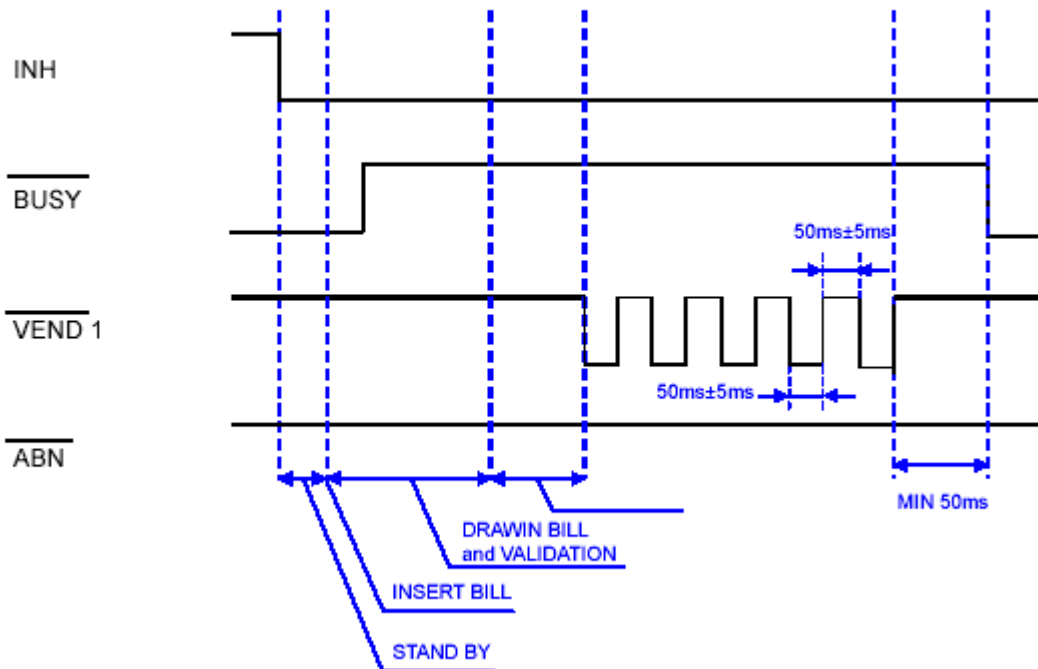 INH
BUSY
50ms±5ms
VEND 1
50ms±5ms
ABN
MIN 50ms
DRAWIN BILL
and VALIDATION
INSERT BILL
STAND BY